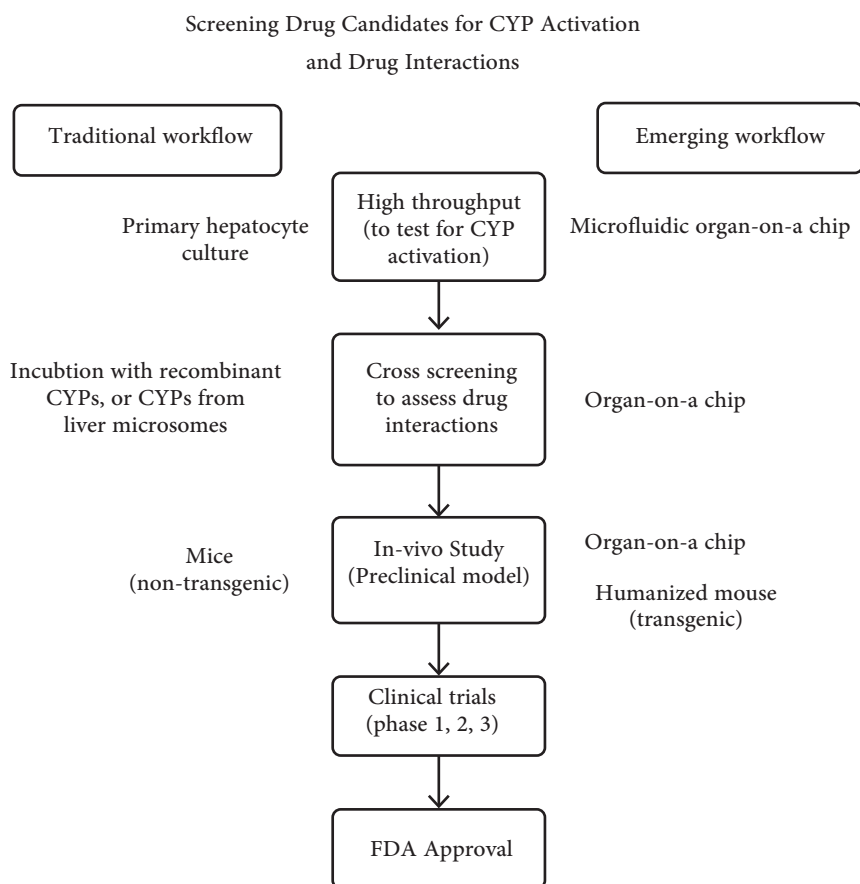 Screening Drug Candidates for CYP Activation
and Drug Interactions
Traditional workflow
Emerging workflow
Primary hepatocyte
culture
High throughput
(to test for CYP
activation)
Microfluidic organ-on-a chip
Incubtion with recombinant
CYPs, or CYPs from
liver microsomes
Cross screening
to assess drug
interactions
Organ-on-a chip
Mice
(non-transgenic)
In-vivo Study
(Preclinical model)
Organ-on-a chip
Humanized mouse
(transgenic)
Clinical trials
(phase 1, 2, 3)
FDA Approval